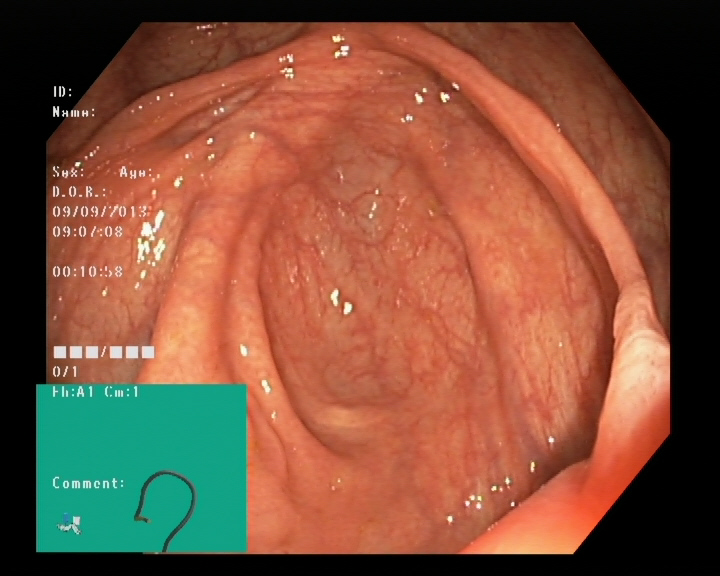 ID:
Name:
Sex: Age:
D.O.B.:
09/09/2013
09:07:08
00:10:58
■■■/■■■
0/1
Eh:A1 Cm:1
Comment: